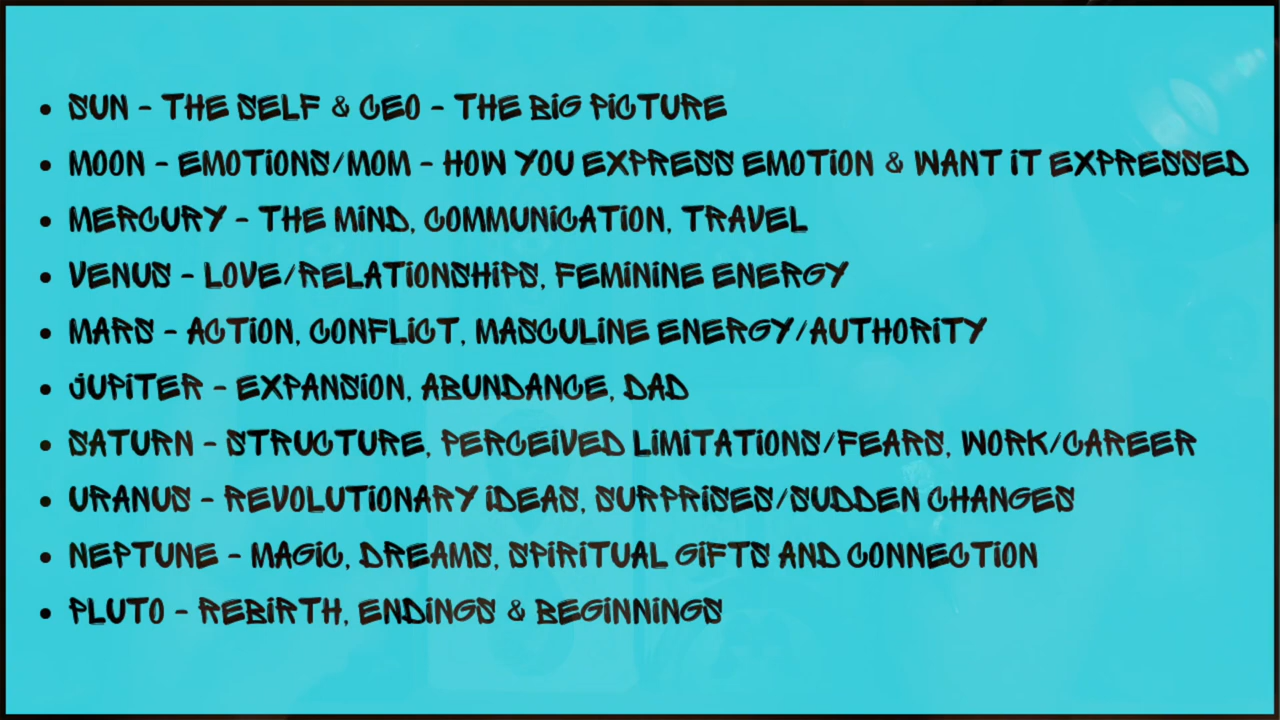 • SUN - THE SELF & CEO - THE BIG PICTURE
• MOON - EMOTIONS/MOM - HOW YOU EXPRESS EMOTION & WANT IT EXPRESSED
• MERCURY - THE MIND, COMMUNICATION, TRAVEL
• VENUS - LOVE/RELATIONSHIPS, FEMININE ENERGY
• MARS - ACTION, CONFLICT, MASCULINE ENERGY/AUTHORITY
• JUPITER - EXPANSION, ABUNDANCE, DAD
• SATURN - STRUCTURE, PERCEIVED LIMITATIONS/FEARS, WORK/CAREER
• URANUS - REVOLUTIONARY IDEAS, SURPRISES/SUDDEN CHANGES
• NEPTUNE - MAGIC, DREAMS, SPIRITUAL GIFTS AND CONNECTION
• PLUTO - REBIRTH, ENDINGS & BEGINNINGS